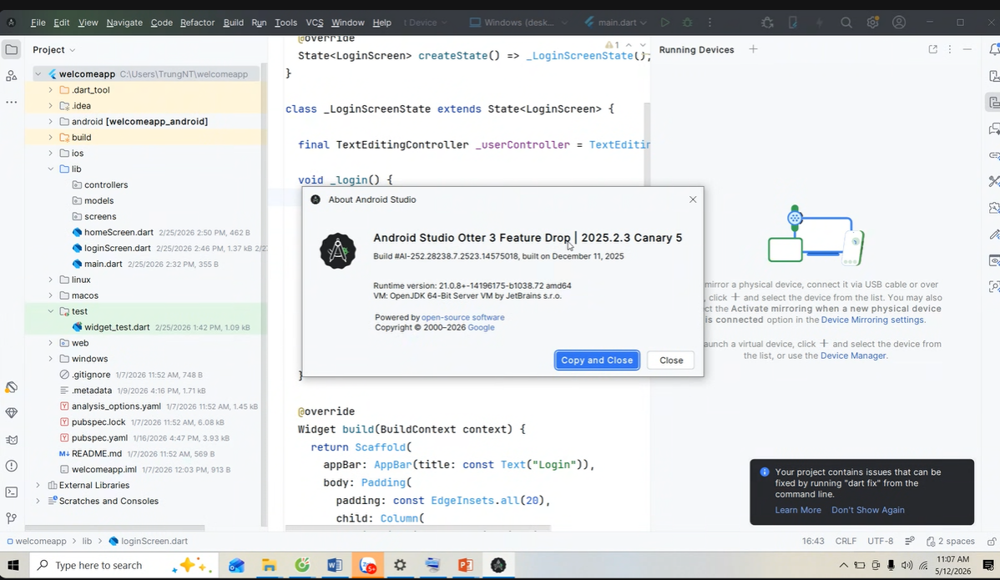 File Edit View Navigate Code Refactor Build Run Tools VCS Window Help t Device Windows (desk... main.dart
Project
welcomeapp C:\Users\TrungNT\welcomeapp
.dart_tool
.idea
android [welcomeapp_android]
build
ios
lib
controllers
models
screens
homeScreen.dart 2/25/2026 2:50 PM, 462 B
loginScreen.dart 2/25/2026 2:46 PM, 1.37 kB 2/2
main.dart 2/25/2026 2:32 PM, 355 B
linux
macos
test
widget_test.dart 2/25/2026 1:42 PM, 1.09 kB
web
windows
.gitignore 1/7/2026 11:52 AM, 748 B
.metadata 1/9/2026 4:16 PM, 1.71 kB
analysis_options.yaml 1/7/2026 11:52 AM, 1.45 kB
pubspec.lock 1/7/2026 11:52 AM, 6.08 kB
pubspec.yaml 1/16/2026 4:47 PM, 3.93 kB
README.md 1/7/2026 11:52 AM, 569 B
welcomeapp.iml 1/7/2026 12:03 PM, 913 B
External Libraries
Scratches and Consoles
@override
1
State<LoginScreen> createState() => _LoginScreenState();
}
class _LoginScreenState extends State<LoginScreen> {
final TextEditingController _userController = TextEditin
void _login() {
}
@override
Widget build(BuildContext context) {
return Scaffold(
appBar: AppBar(title: const Text("Login")),
body: Padding(
padding: const EdgeInsets.all(20),
child: Column(
About Android Studio
Android Studio Otter 3 Feature Drop | 2025.2.3 Canary 5
Build #AI-252.28238.7.2523.14575018, built on December 11, 2025
Runtime version: 21.0.8+-14196175-b1038.72 amd64
VM: OpenJDK 64-Bit Server VM by JetBrains s.r.o.
Powered by open-source software
Copyright © 2000–2026 Google
Copy and Close
Close
Running Devices
mirror a physical device, connect it via USB cable or over
, click + and select the device from the list. You may also
ct the Activate mirroring when a new physical device
is connected option in the Device Mirroring settings.
aunch a virtual device, click + and select the device from
the list, or use the Device Manager.
Your project contains issues that can be
fixed by running "dart fix" from the
command line.
Learn More Don't Show Again
welcomeapp > lib > loginScreen.dart
16:43 CRLF UTF-8 2 spaces
Type here to search
5+
11:07 AM
5/12/2026